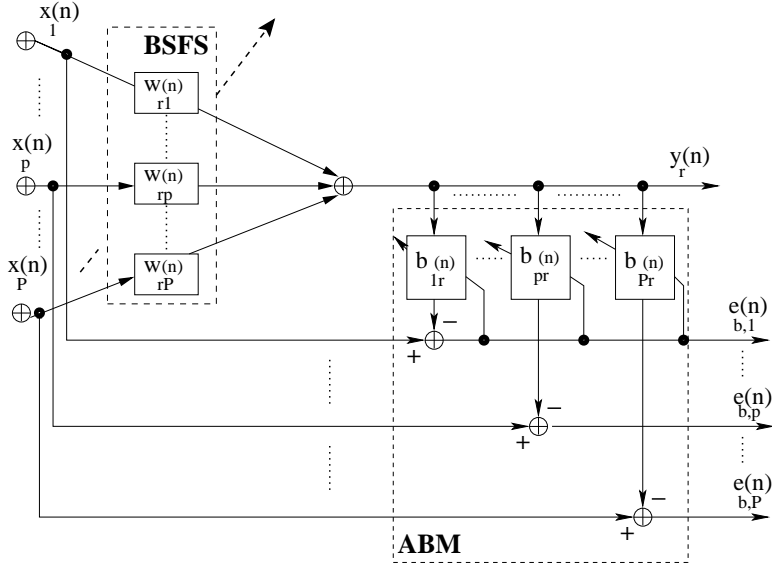 x(n)
1
BSFS
W(n)
r1
x(n)
p
W(n)
rp
y(n)
r
x(n)
P
W(n)
rP
b (n)
1r
b (n)
pr
b (n)
Pr
−
+
e(n)
b,1
−
+
e(n)
b,p
−
+
e(n)
b,P
ABM